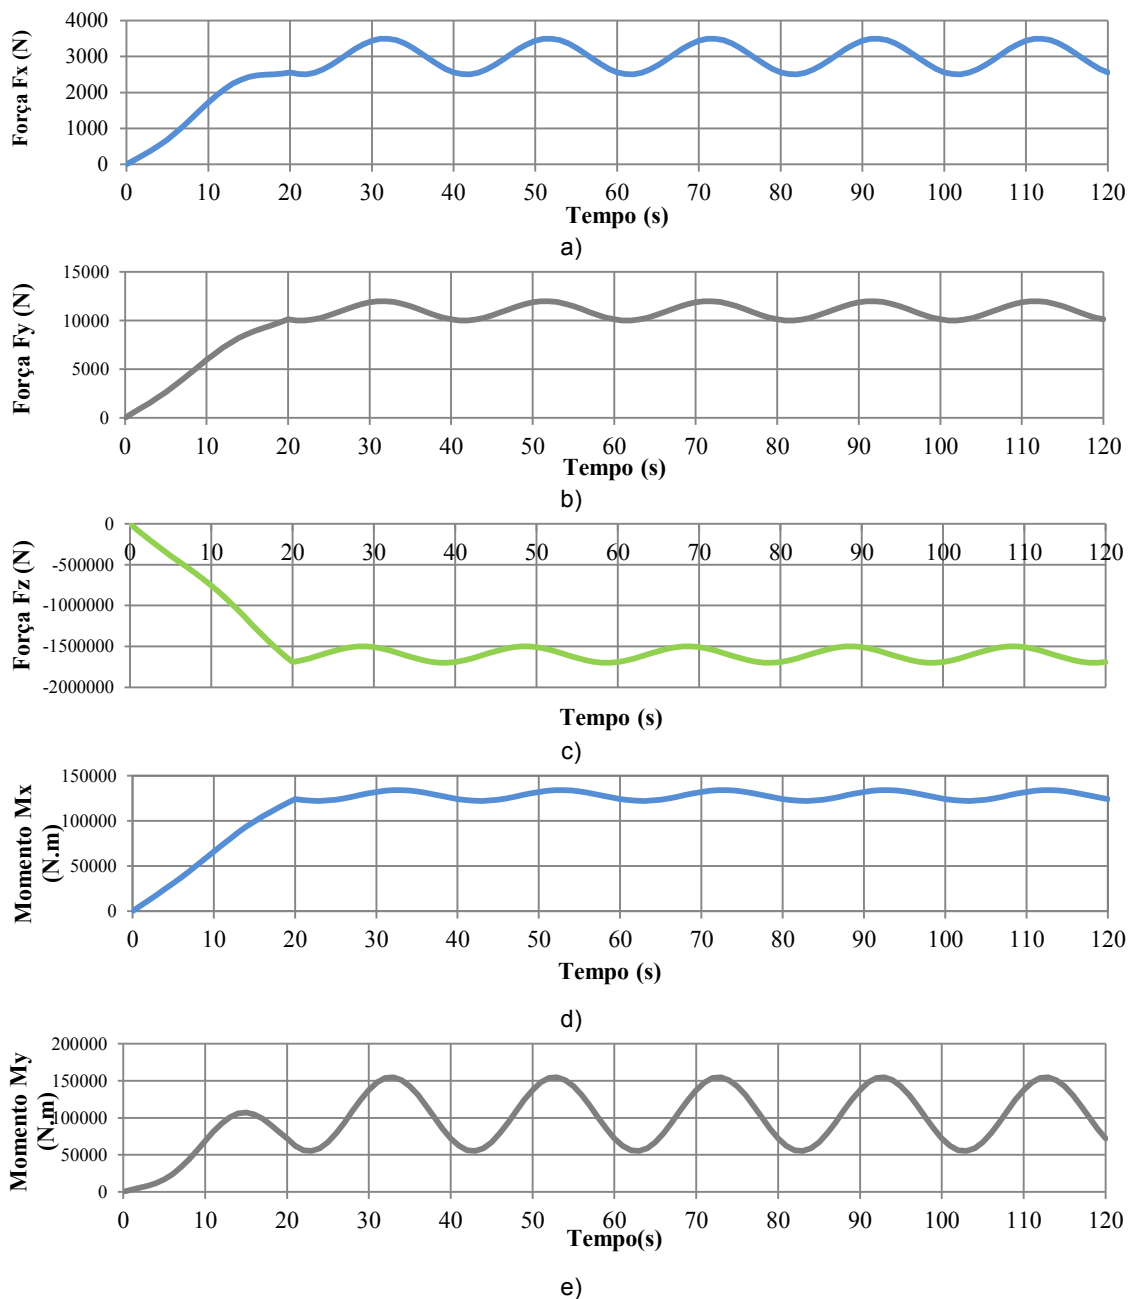 Força Fx (N)
4000
3000
2000
1000
0
0 10 20 30 40 50 60 70 80 90 100 110 120
Tempo (s)
a)
Força Fy (N)
15000
10000
5000
0
0 10 20 30 40 50 60 70 80 90 100 110 120
Tempo (s)
b)
Força Fz (N)
0
-500000
-1000000
-1500000
-2000000
0 10 20 30 40 50 60 70 80 90 100 110 120
Tempo (s)
c)
Momento Mx
(N.m)
150000
100000
50000
0
0 10 20 30 40 50 60 70 80 90 100 110 120
Tempo (s)
d)
Momento My
(N.m)
200000
150000
100000
50000
0
0 10 20 30 40 50 60 70 80 90 100 110 120
Tempo(s)
e)